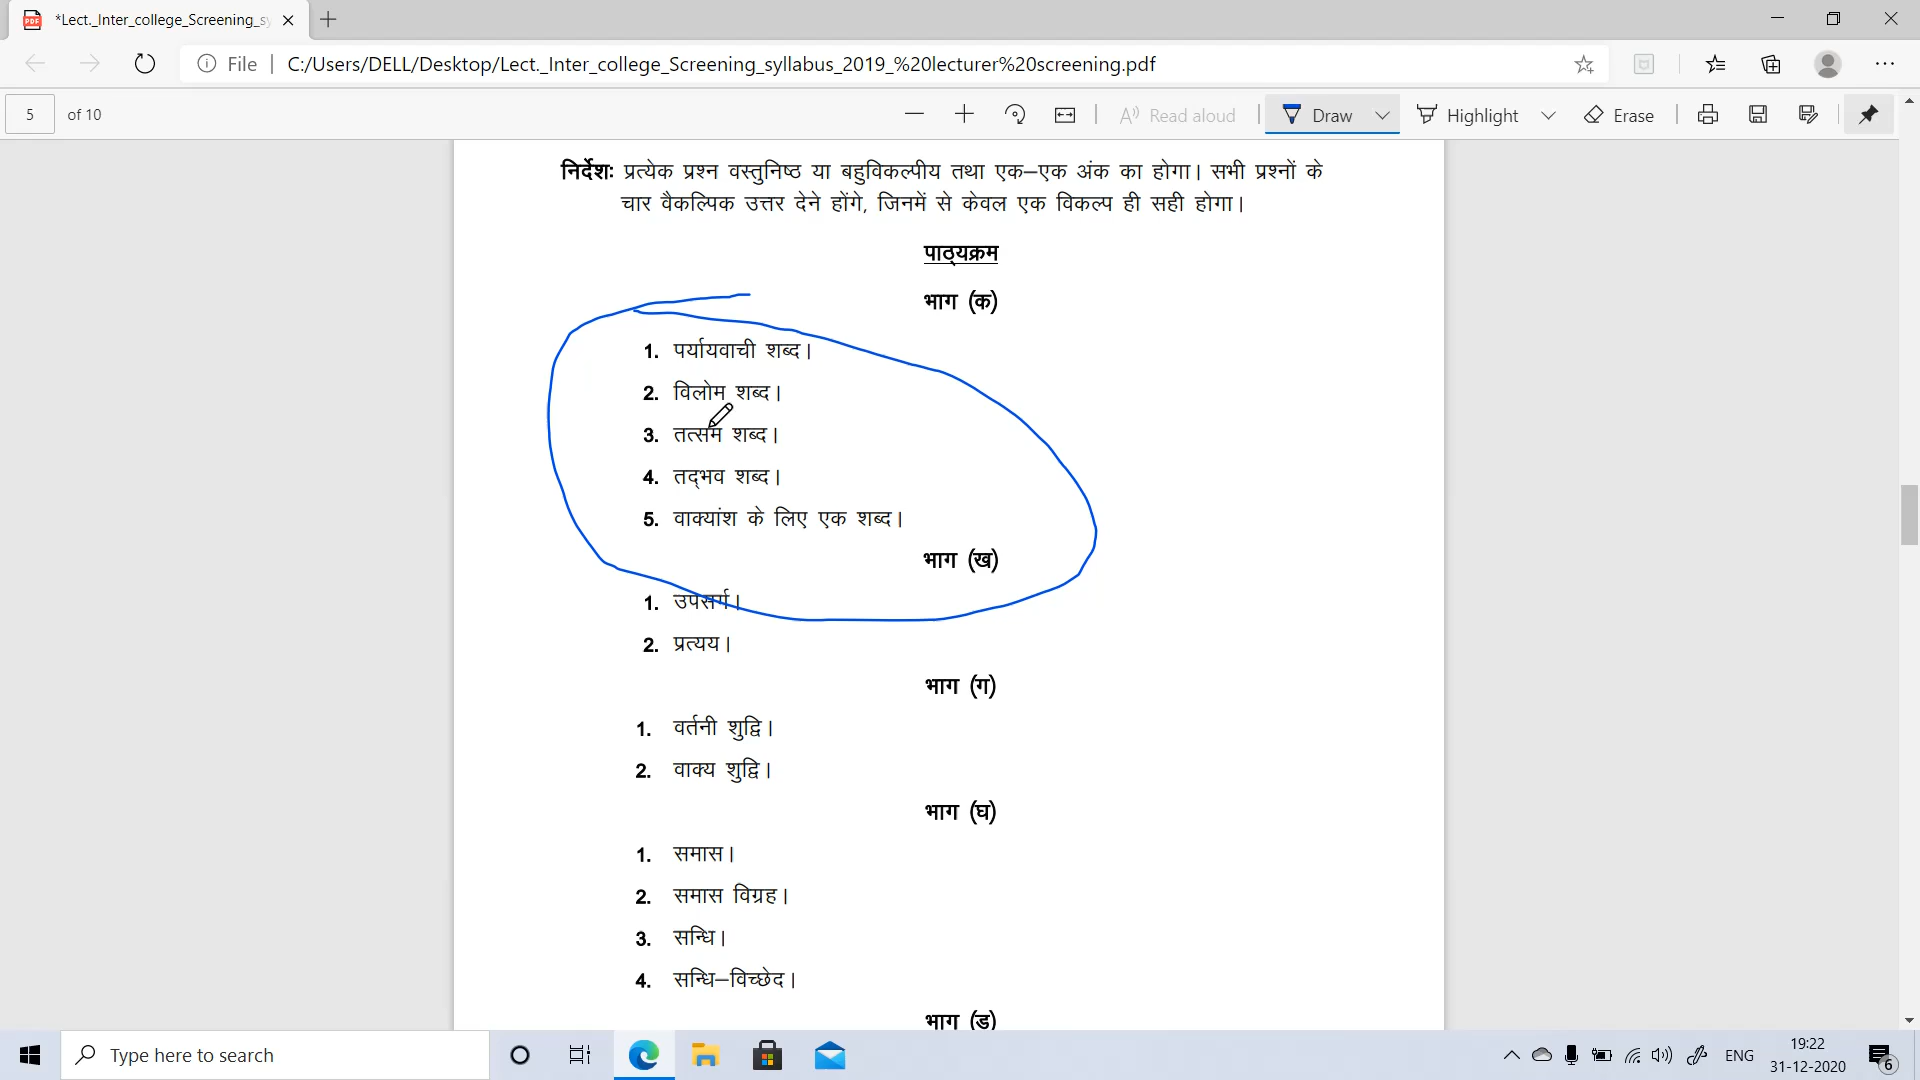 *Lect._Inter_college_Screening_sy
File
C:/Users/DELL/Desktop/Lect._Inter_college_Screening_syllabus_2019_%20lecturer%20screening.pdf
5 of 10
Read aloud
Draw
Highlight
Erase
निर्देशः प्रत्येक प्रश्न वस्तुनिष्ठ या बहुविकल्पीय तथा एक–एक अंक का होगा। सभी प्रश्नों के
चार वैकल्पिक उत्तर देने होंगे, जिनमें से केवल एक विकल्प ही सही होगा।
पाठ्यक्रम
भाग (क)
1. पर्यायवाची शब्द।
2. विलोम शब्द।
3. तत्सम शब्द।
4. तद्भव शब्द।
5. वाक्यांश के लिए एक शब्द।
भाग (ख)
1. उपसर्ग।
2. प्रत्यय।
भाग (ग)
1. वर्तनी शुद्वि।
2. वाक्य शुद्वि।
भाग (घ)
1. समास।
2. समास विग्रह।
3. सन्धि।
4. सन्धि–विच्छेद।
भाग (ड)
Type here to search
ENG
19:22
31-12-2020
6